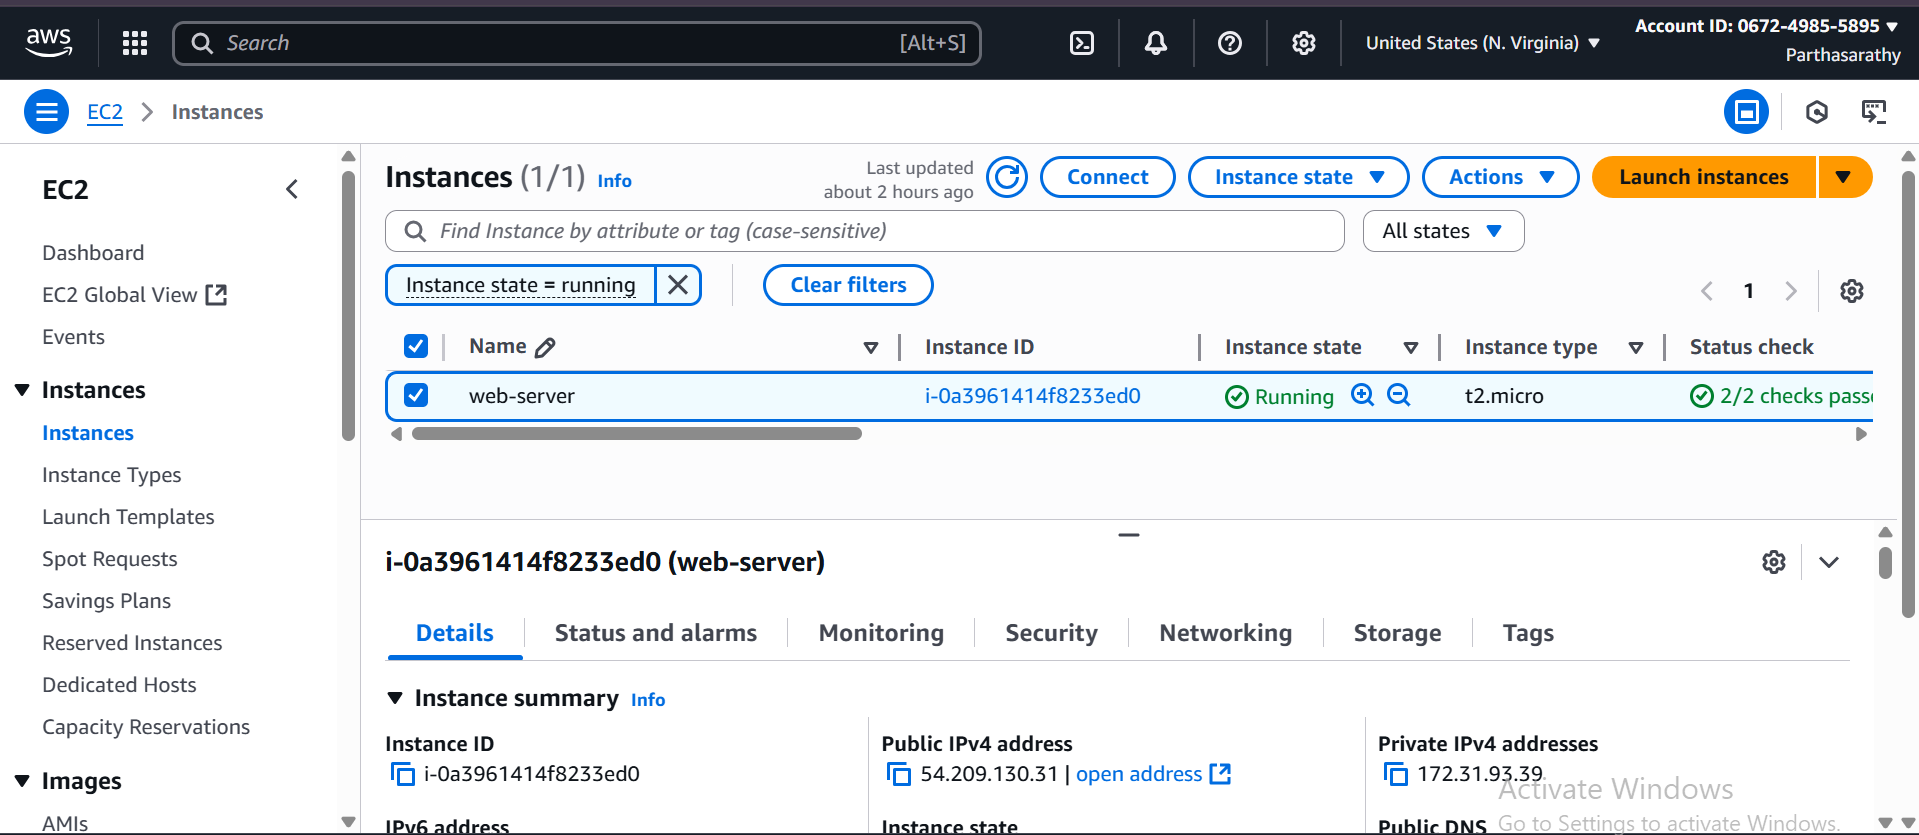 aws
Search [Alt+S]
United States (N. Virginia)
Account ID: 0672-4985-5895
Parthasarathy
EC2 Instances
EC2
Dashboard
EC2 Global View
Events
Instances
Instances
Instance Types
Launch Templates
Spot Requests
Savings Plans
Reserved Instances
Dedicated Hosts
Capacity Reservations
Images
AMIs
Instances (1/1) Info
Last updated
about 2 hours ago
Connect
Instance state
Actions
Launch instances
Find Instance by attribute or tag (case-sensitive)
All states
Instance state = running
Clear filters
1
Name Instance ID Instance state Instance type Status check
web-server i-0a3961414f8233ed0 Running t2.micro 2/2 checks pass
i-0a3961414f8233ed0 (web-server)
Details Status and alarms Monitoring Security Networking Storage Tags
Instance summary Info
Instance ID
i-0a3961414f8233ed0
Public IPv4 address
54.209.130.31 | open address
Private IPv4 addresses
172.31.93.39
IPv6 address
Instance state
Public DNS
Activate Windows
Go to Settings to activate Windows.